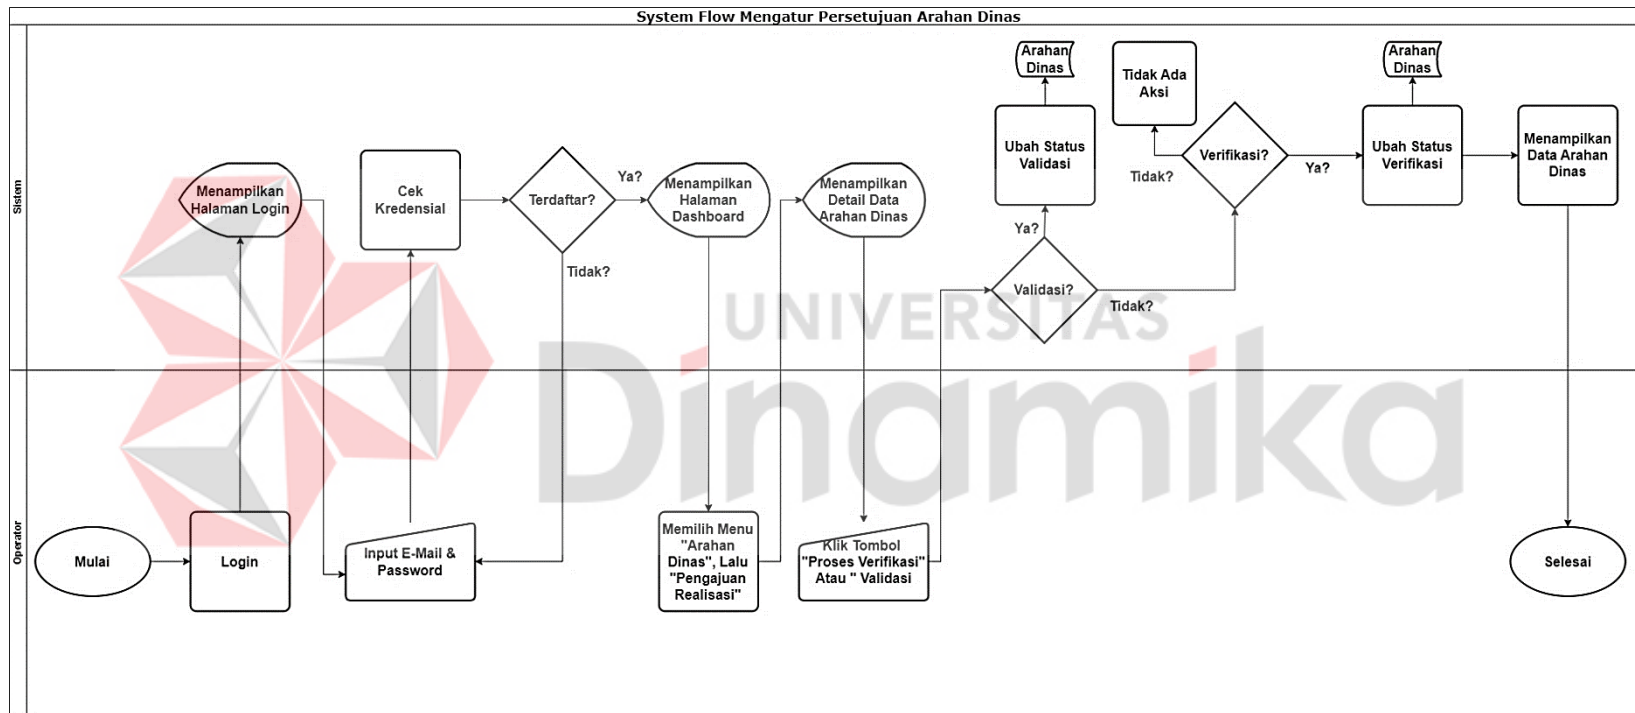 System Flow Mengatur Persetujuan Arahan Dinas
Sistem
Menampilkan
Halaman Login
Cek
Kredensial
Terdaftar?
Ya?
Tidak?
Menampilkan
Halaman
Dashboard
Menampilkan
Detail Data
Arahan Dinas
Arahan
Dinas
Ubah Status
Validasi
Ya?
Validasi?
Tidak?
Tidak Ada
Aksi
Tidak?
Verifikasi?
Ya?
Arahan
Dinas
Ubah Status
Verifikasi
Menampilkan
Data Arahan
Dinas
UNIVERSITAS
Dinamika
Operator
Mulai
Login
Input E-Mail &
Password
Memilih Menu
"Arahan
Dinas", Lalu
"Pengajuan
Realisasi"
Klik Tombol
"Proses Verifikasi"
Atau " Validasi
Selesai